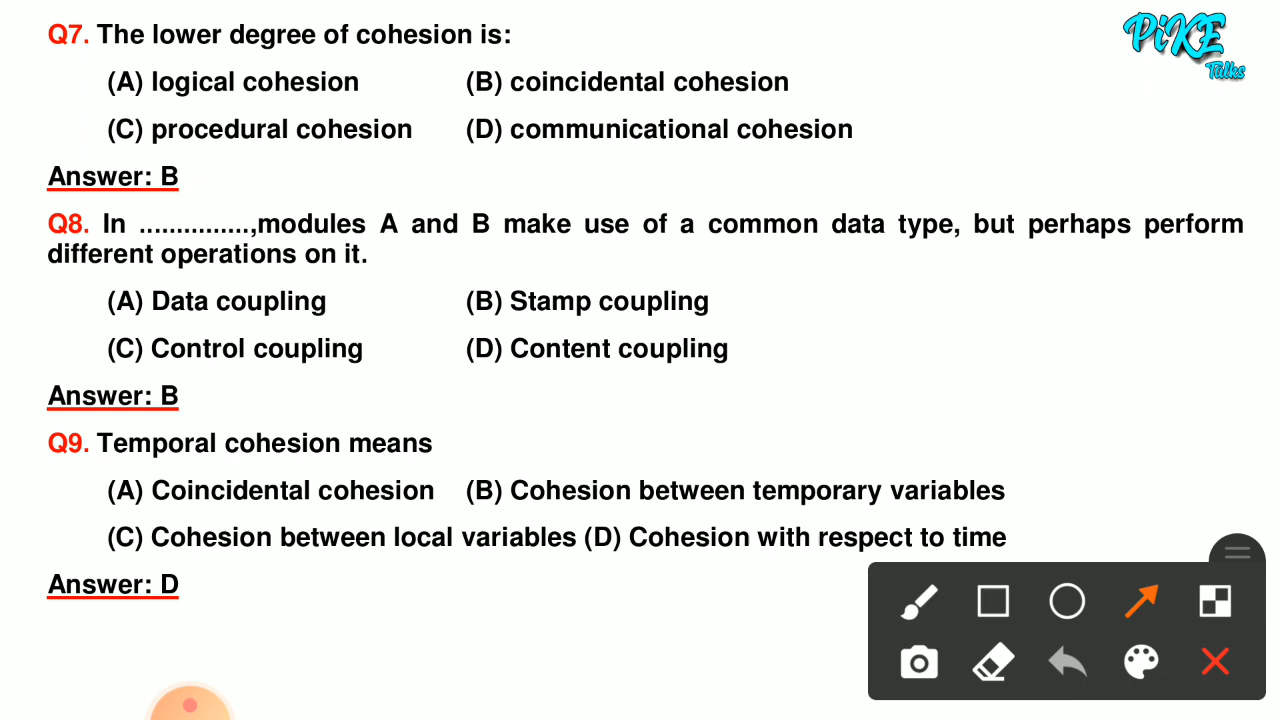 PiKE
Talks
Q7. The lower degree of cohesion is:
(A) logical cohesion (B) coincidental cohesion
(C) procedural cohesion (D) communicational cohesion
Answer: B
Q8. In ...............,modules A and B make use of a common data type, but perhaps perform
different operations on it.
(A) Data coupling (B) Stamp coupling
(C) Control coupling (D) Content coupling
Answer: B
Q9. Temporal cohesion means
(A) Coincidental cohesion (B) Cohesion between temporary variables
(C) Cohesion between local variables (D) Cohesion with respect to time
Answer: D